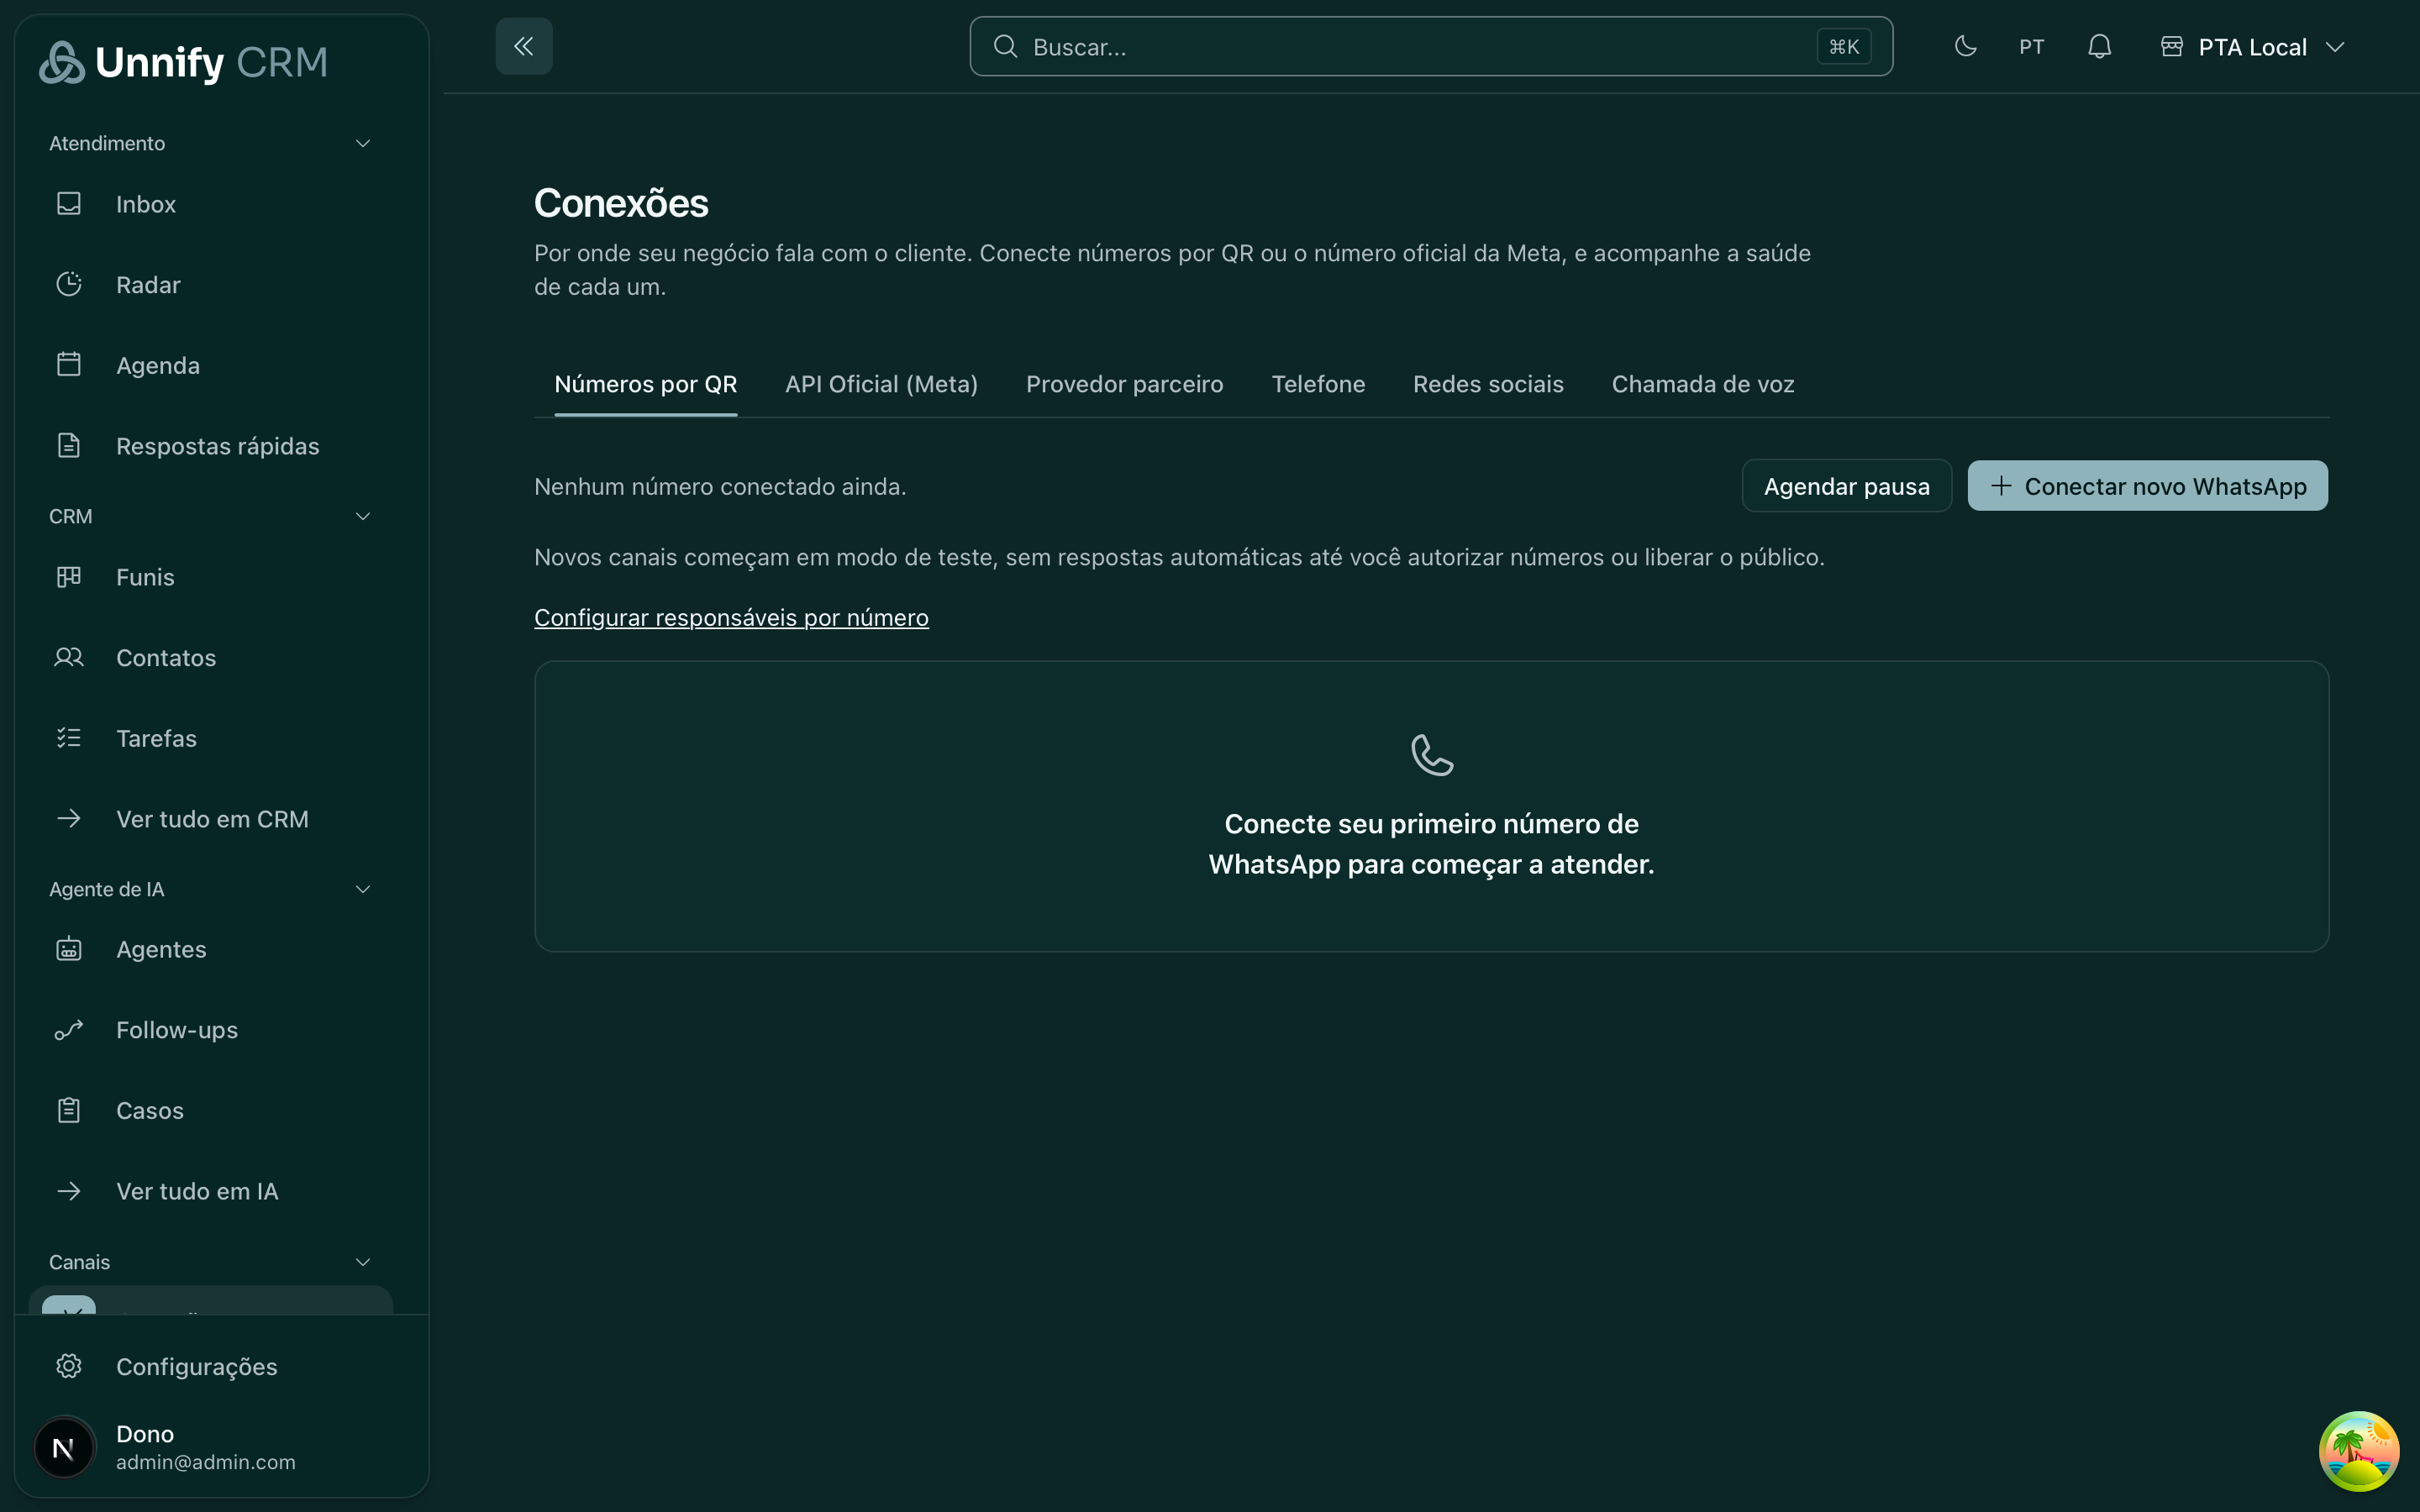 Unnify CRM
Buscar...
⌘K
PT
PTA Local
Atendimento
Inbox
Radar
Agenda
Respostas rápidas
CRM
Funis
Contatos
Tarefas
Ver tudo em CRM
Agente de IA
Agentes
Follow-ups
Casos
Ver tudo em IA
Canais
Configurações
N
Dono
admin@admin.com
Conexões
Por onde seu negócio fala com o cliente. Conecte números por QR ou o número oficial da Meta, e acompanhe a saúde
de cada um.
Números por QR
API Oficial (Meta)
Provedor parceiro
Telefone
Redes sociais
Chamada de voz
Nenhum número conectado ainda.
Agendar pausa
Conectar novo WhatsApp
Novos canais começam em modo de teste, sem respostas automáticas até você autorizar números ou liberar o público.
Configurar responsáveis por número
Conecte seu primeiro número de
WhatsApp para começar a atender.